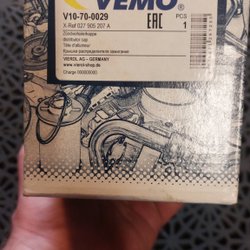 VEMO
V10-70-0029
EAC
PCS
X-Ref 027 905 207 A
1
Zündverteilerkappe
distributor cap
Tête d'allumeur
Крышка распределителя зажигания
VIEROL AG – GERMANY
www.vierol-shop.de
Charge 000000000